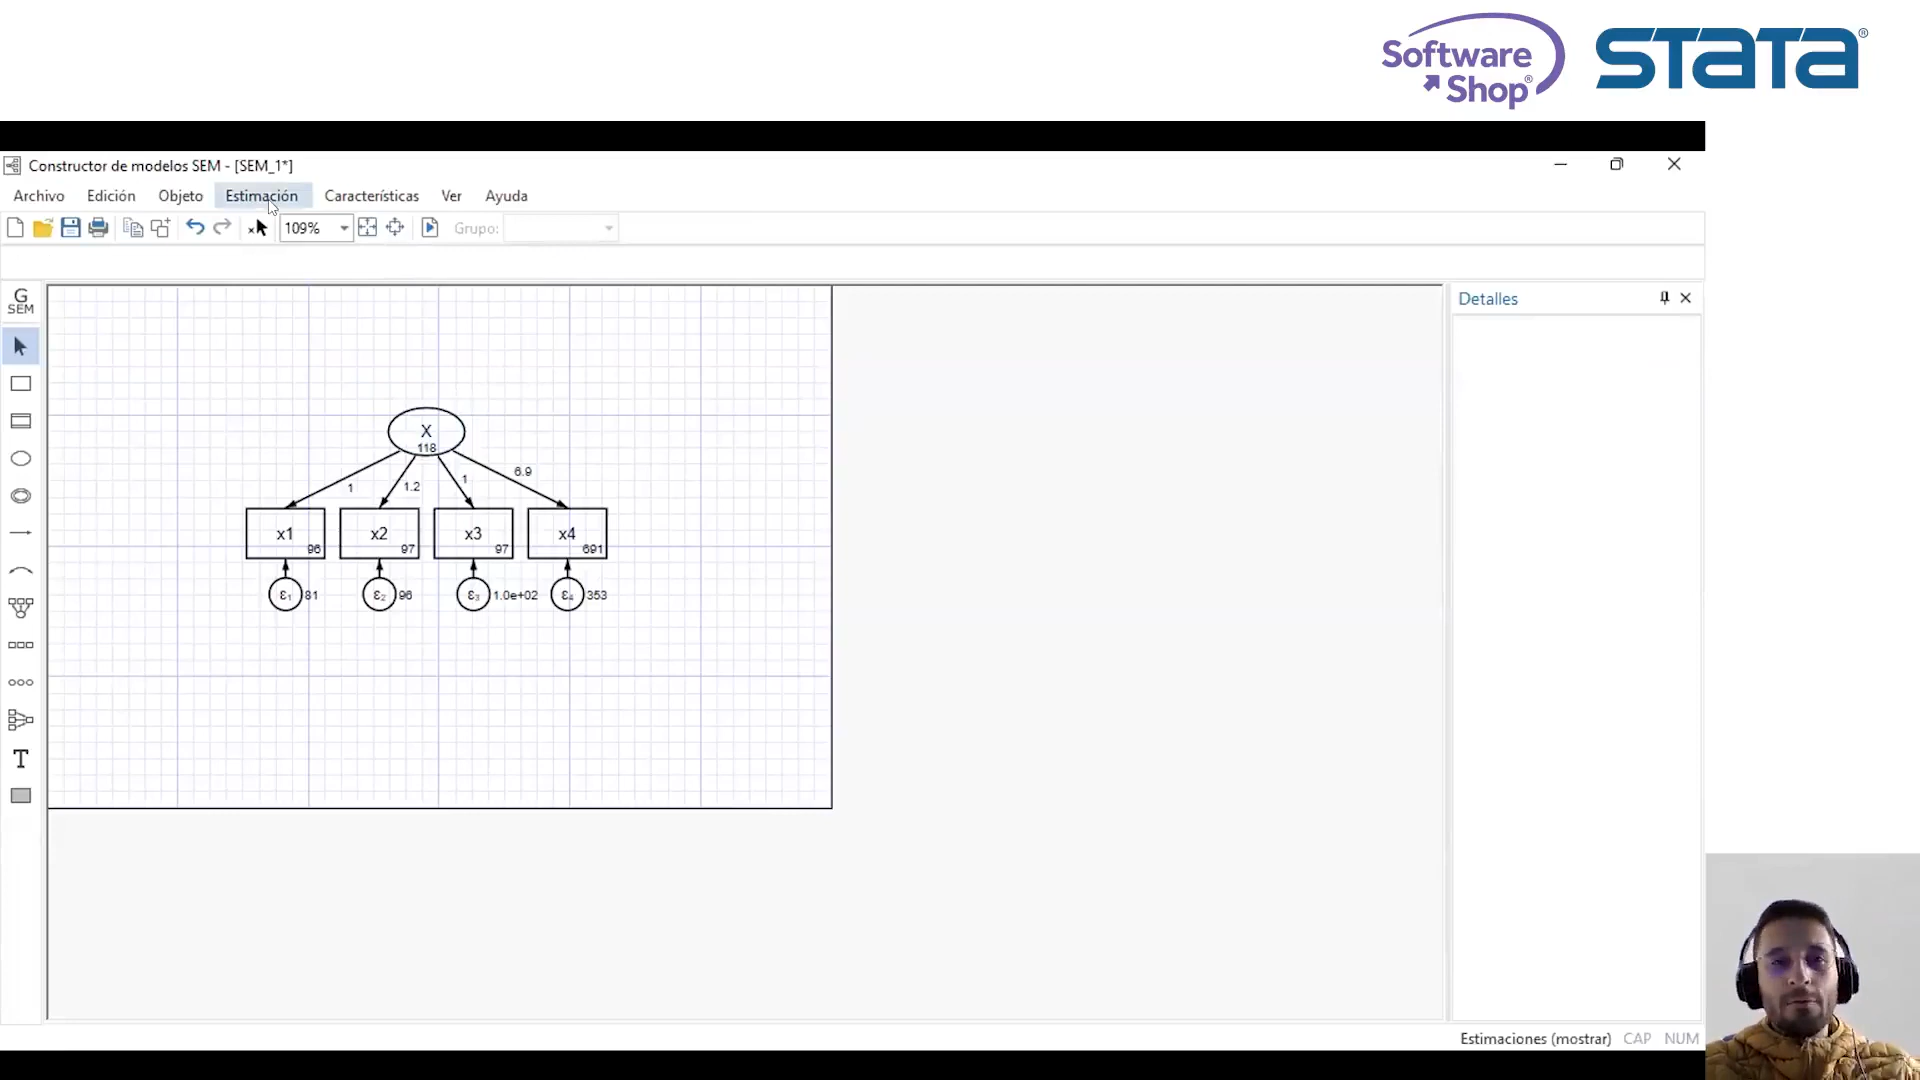 Software
Shop®
STATA®
Constructor de modelos SEM - [SEM_1*]
Archivo Edición Objeto Estimación Características Ver Ayuda
109% Grupo:
G
SEM
Detalles
X
118
1 1.2 1 6.9
x1 x2 x3 x4
96 97 97 691
ε1 81 ε2 96 ε3 1.0e+02 ε4 353
T
Estimaciones (mostrar) CAP NUM